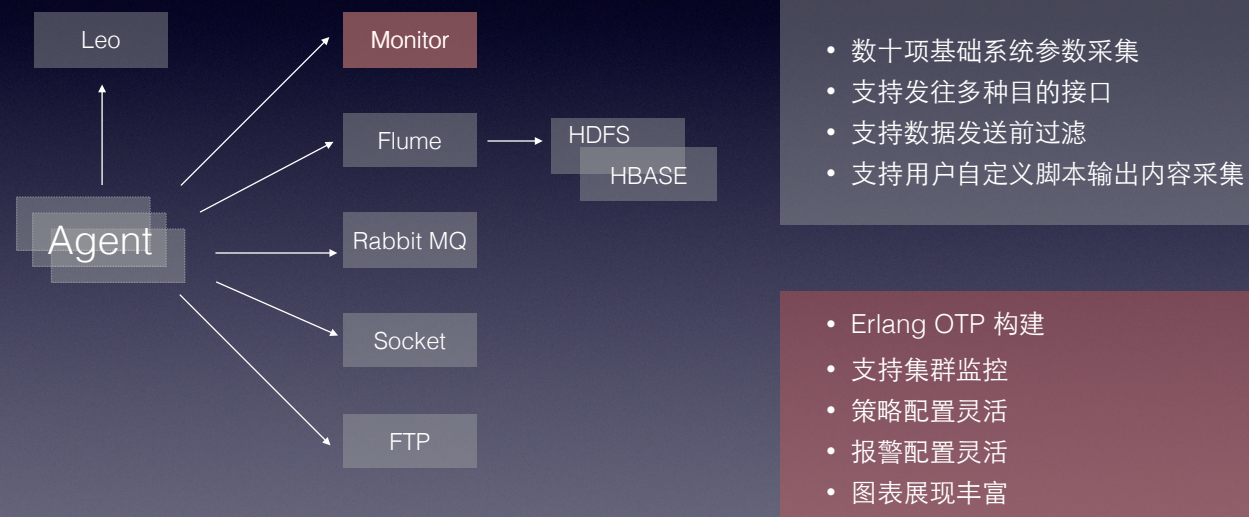 Leo
Monitor
Flume
HDFS
HBASE
Agent
Rabbit MQ
Socket
FTP
• 数十项基础系统参数采集
• 支持发往多种目的接口
• 支持数据发送前过滤
• 支持用户自定义脚本输出内容采集
• Erlang OTP 构建
• 支持集群监控
• 策略配置灵活
• 报警配置灵活
• 图表展现丰富